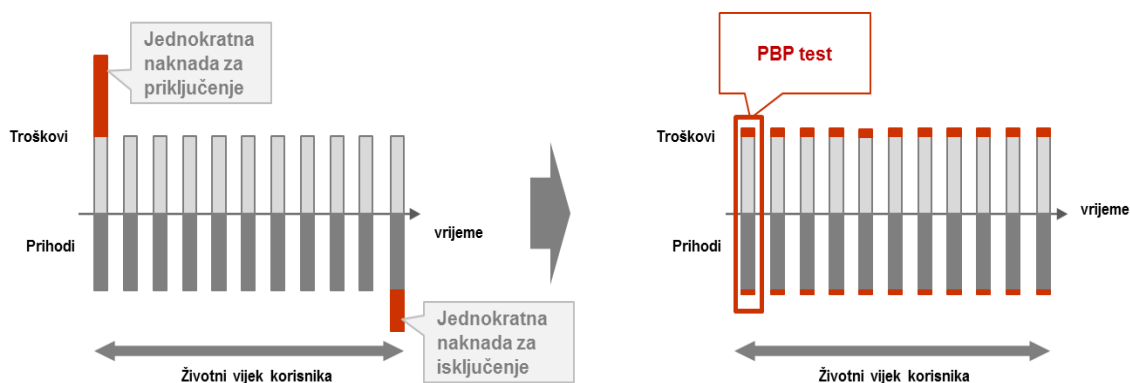 Jednokratna
naknada za
priključenje
Troškovi
Prihodi
vrijeme
Jednokratna
naknada za
isključenje
Životni vijek korisnika
PBP test
Troškovi
Prihodi
vrijeme
Životni vijek korisnika